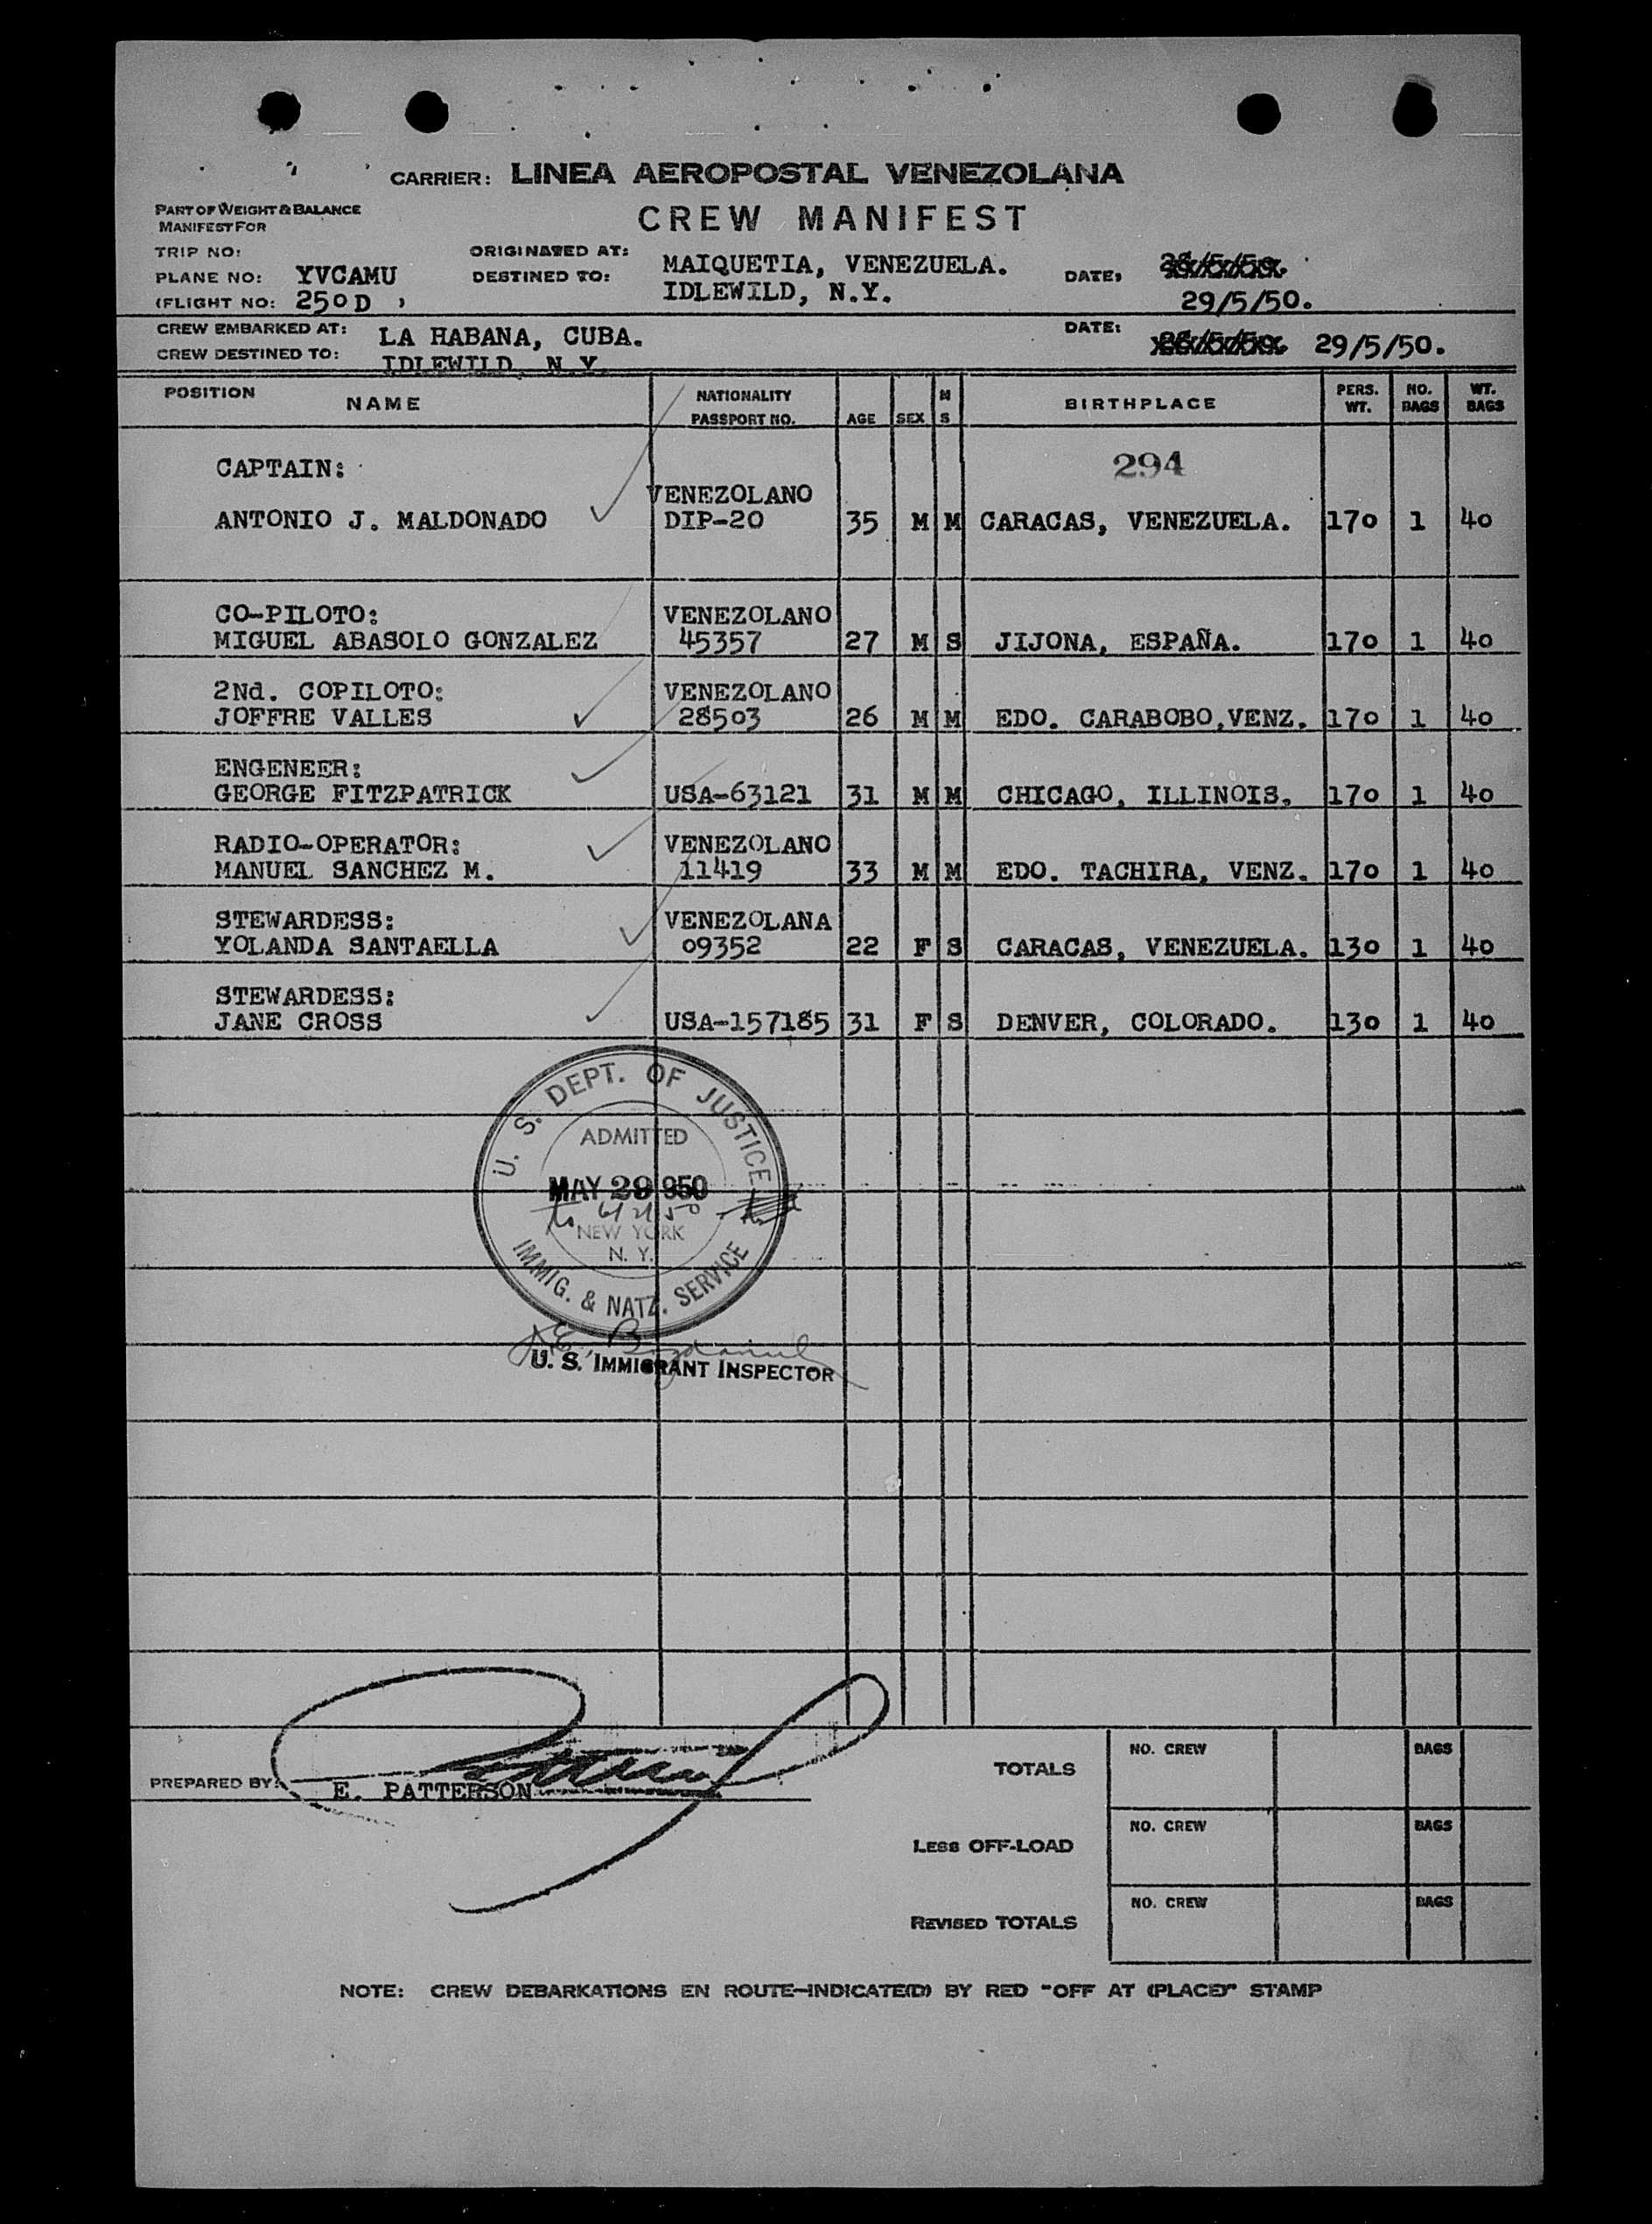 CARRIER: LINEA AEROPOSTAL VENEZOLANA
PART OF WEIGHT & BALANCE
MANIFEST FOR
CREW MANIFEST
TRIP NO:
ORIGINATED AT: MAIQUETIA, VENEZUELA.
PLANE NO: YVCAMU
DESTINED TO: IDLEWILD, N.Y.
DATE: 29/5/50.
(FLIGHT NO: 250D )
CREW EMBARKED AT: LA HABANA, CUBA.
DATE: 29/5/50.
CREW DESTINED TO: IDLEWILD, N.Y.
POSITION NAME NATIONALITY PASSPORT NO. AGE SEX M S BIRTHPLACE PERS. WT. NO. BAGS WT. BAGS
CAPTAIN: 294
VENEZOLANO
ANTONIO J. MALDONADO DIP-20 35 M M CARACAS, VENEZUELA. 170 1 40
CO-PILOTO: VENEZOLANO
MIGUEL ABASOLO GONZALEZ 45357 27 M S JIJONA, ESPAÑA. 170 1 40
2Nd. COPILOTO: VENEZOLANO
JOFFRE VALLES 28503 26 M M EDO. CARABOBO,VENZ. 170 1 40
ENGENEER:
GEORGE FITZPATRICK USA-63121 31 M M CHICAGO, ILLINOIS. 170 1 40
RADIO-OPERATOR: VENEZOLANO
MANUEL SANCHEZ M. 11419 33 M M EDO. TACHIRA, VENZ. 170 1 40
STEWARDESS: VENEZOLANA
YOLANDA SANTAELLA 09352 22 F S CARACAS, VENEZUELA. 130 1 40
STEWARDESS:
JANE CROSS USA-157185 31 F S DENVER, COLORADO. 130 1 40
U. S. DEPT. OF JUSTICE
ADMITTED
MAY 29 1950
to 6/2/50
NEW YORK
N. Y.
IMMIG. & NATZ. SERVICE
U. S. IMMIGRANT INSPECTOR
PREPARED BY: E. PATTERSON
TOTALS NO. CREW BAGS
LESS OFF-LOAD NO. CREW BAGS
REVISED TOTALS NO. CREW BAGS
NOTE: CREW DEBARKATIONS EN ROUTE-INDICATE(D) BY RED "OFF AT (PLACE)" STAMP